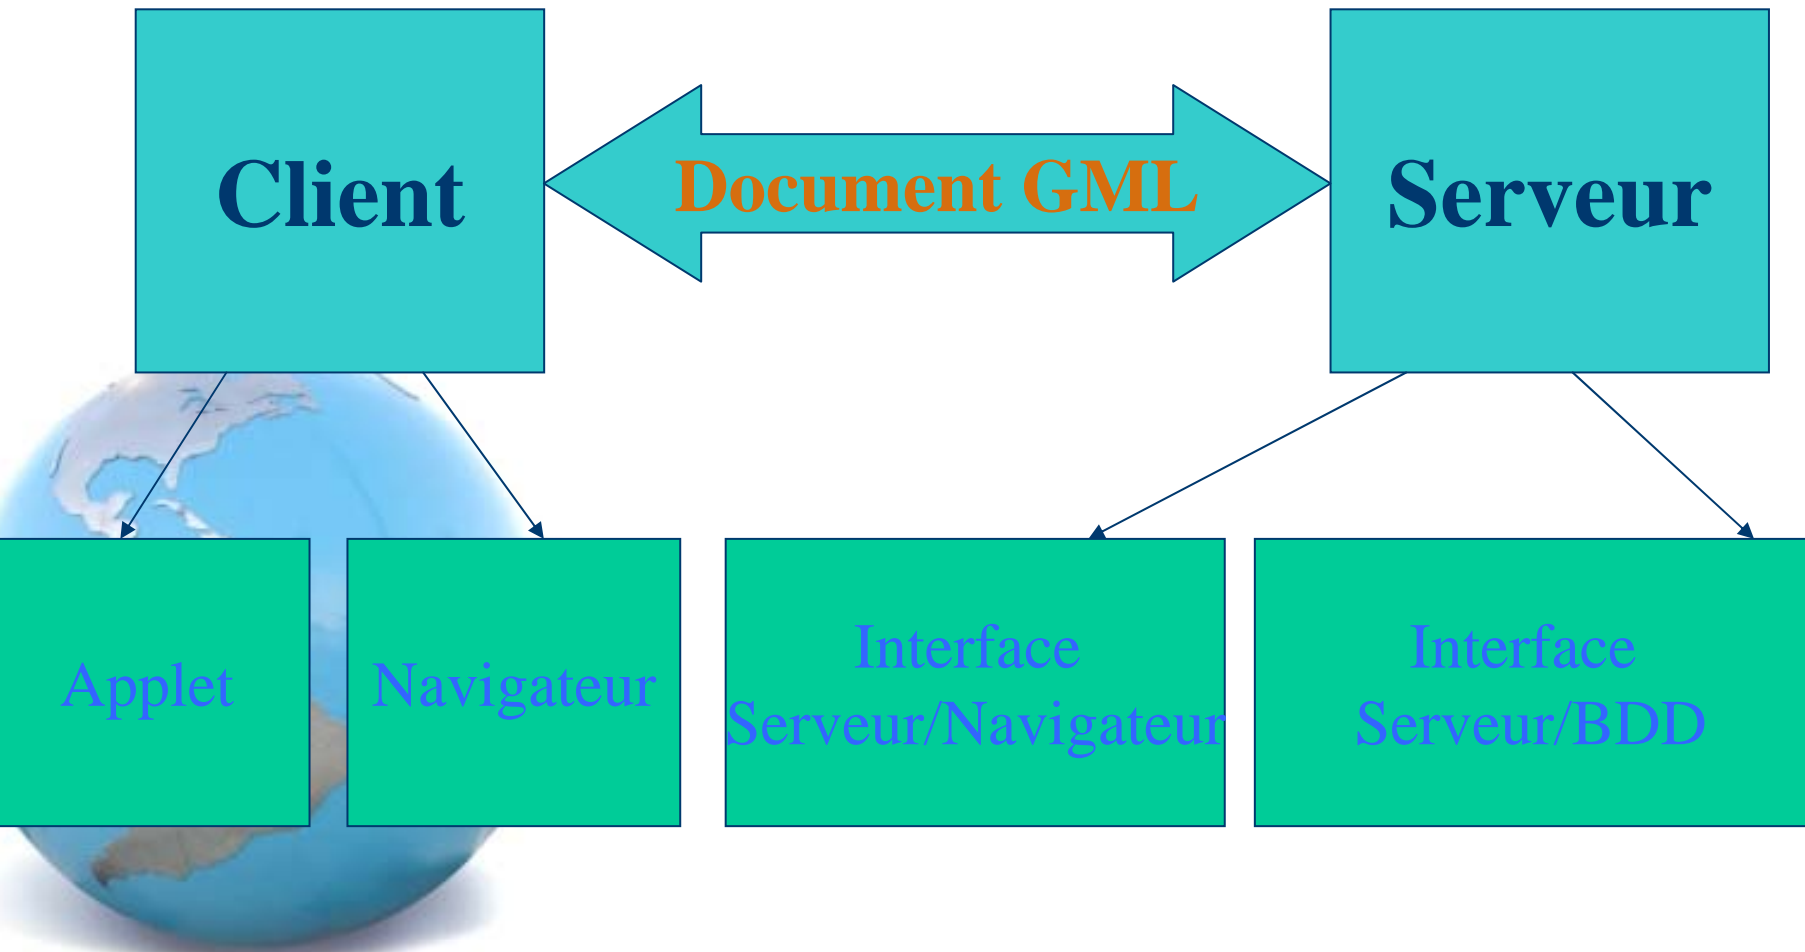 Client
Document GML
Serveur
Applet
Navigateur
Interface
Serveur/Navigateur
Interface
Serveur/BDD